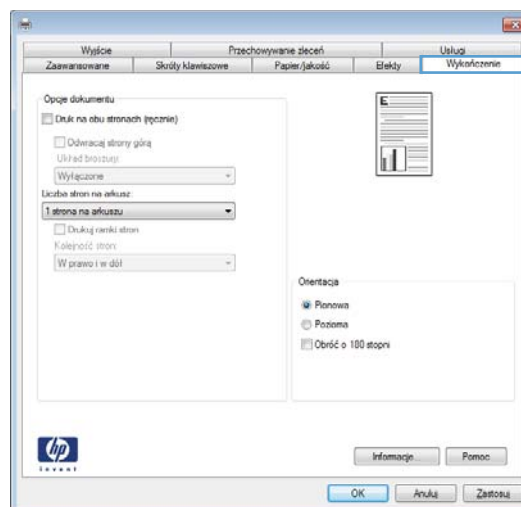 Wyjście Przechowywanie zleceń Usługi
Zaawansowane Skróty klawiszowe Papier/jakość Efekty Wykończenie
Opcje dokumentu
Druk na obu stronach (ręcznie)
Odwracaj strony górą
Układ broszury:
Wyłączone
Liczba stron na arkusz
1 strona na arkuszu
Drukuj ramki stron
Kolejność stron:
W prawo i w dół
E
Orientacja
Pionowa
Pozioma
Obróć o 180 stopni
hp
invent
Informacje... Pomoc
OK Anuluj Zastosuj